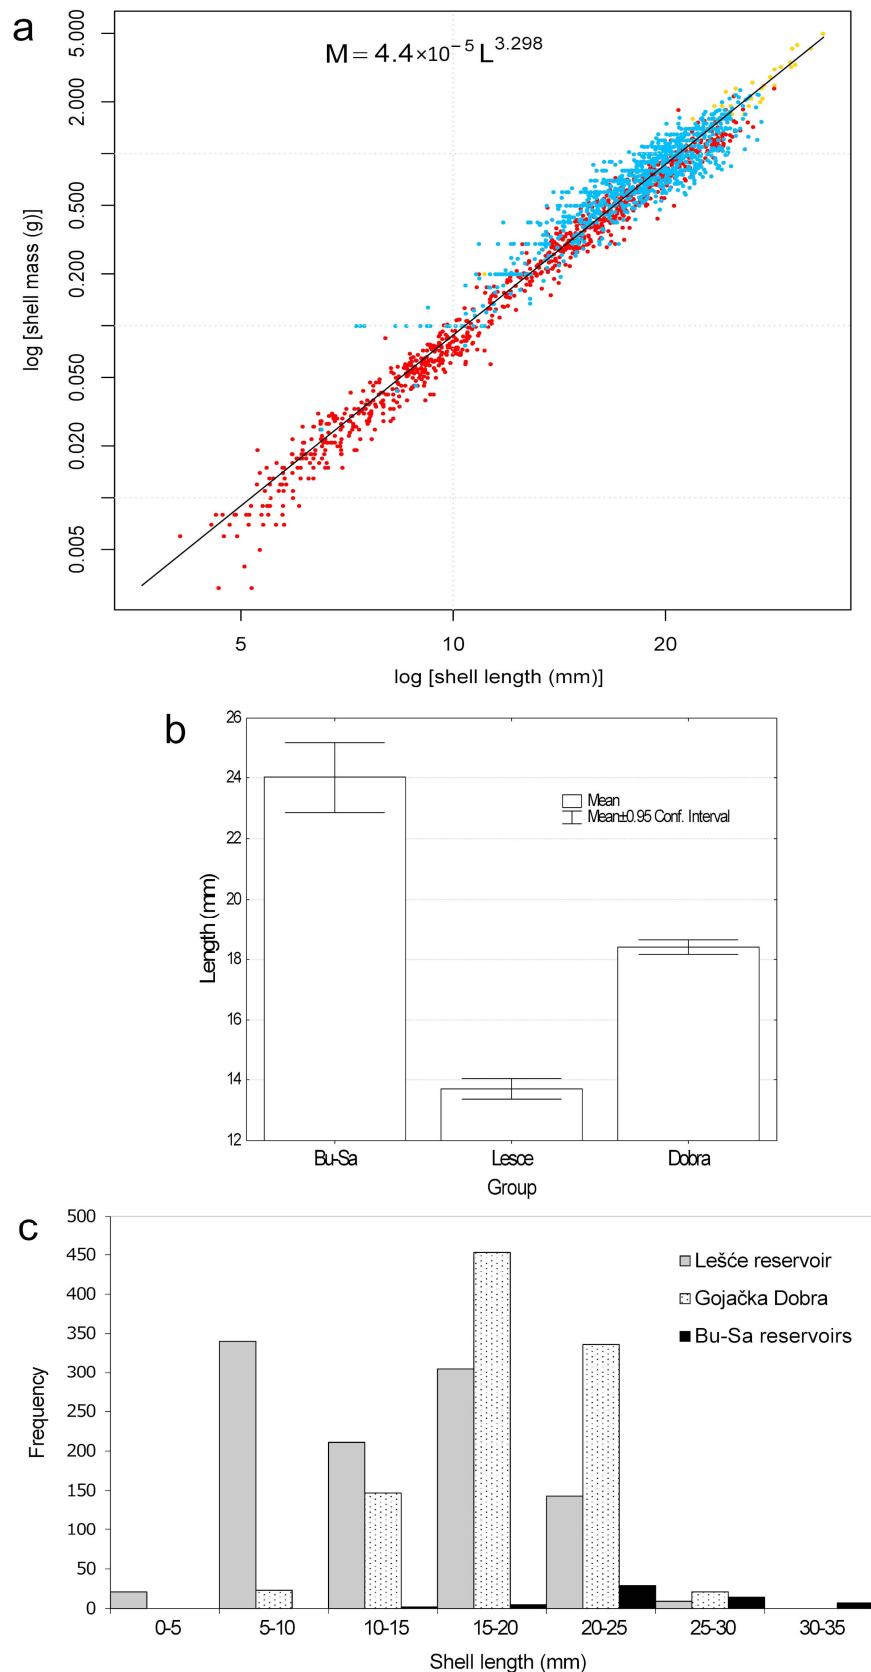 a
M = 4.4×10⁻⁵ L³·²⁹⁸
5.000
2.000
0.500
0.200
0.050
0.020
0.005
log [shell mass (g)]
5 10 20
log [shell length (mm)]
b
26
24
22
20
18
16
14
12
Length (mm)
Mean
Mean±0.95 Conf. Interval
Bu-Sa Lesce Dobra
Group
c
500
450
400
350
300
250
200
150
100
50
0
Frequency
Lešće reservoir
Gojačka Dobra
Bu-Sa reservoirs
0-5 5-10 10-15 15-20 20-25 25-30 30-35
Shell length (mm)